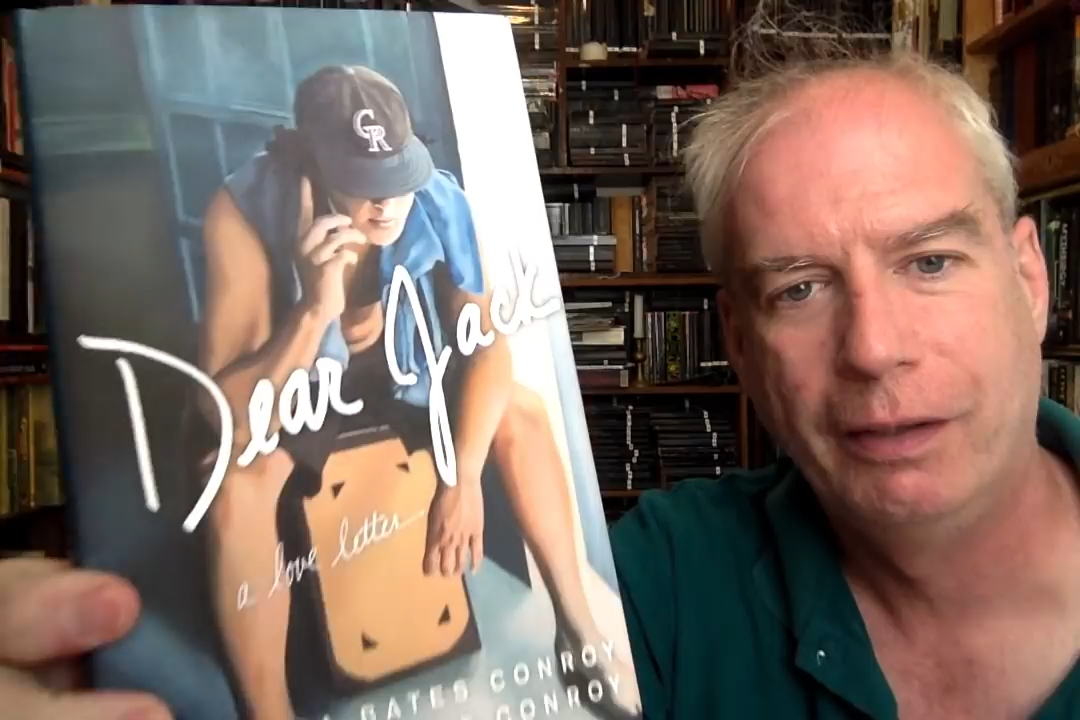 CR
Dear Jack
a love letter
BATES CONROY
CONROY